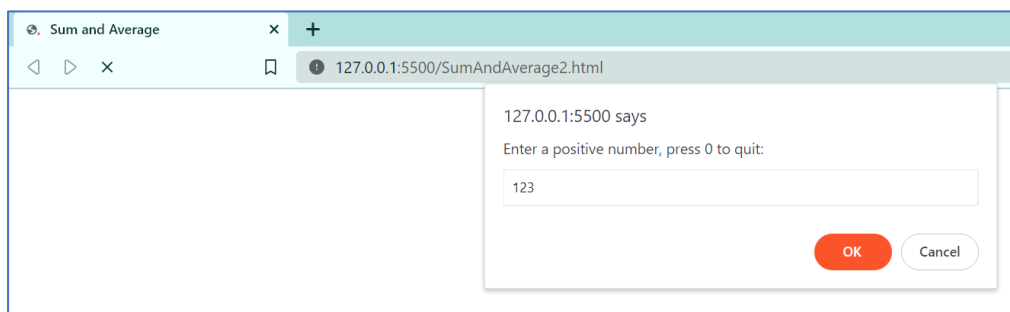 Sum and Average
127.0.0.1:5500/SumAndAverage2.html
127.0.0.1:5500 says
Enter a positive number, press 0 to quit:
123
OK Cancel